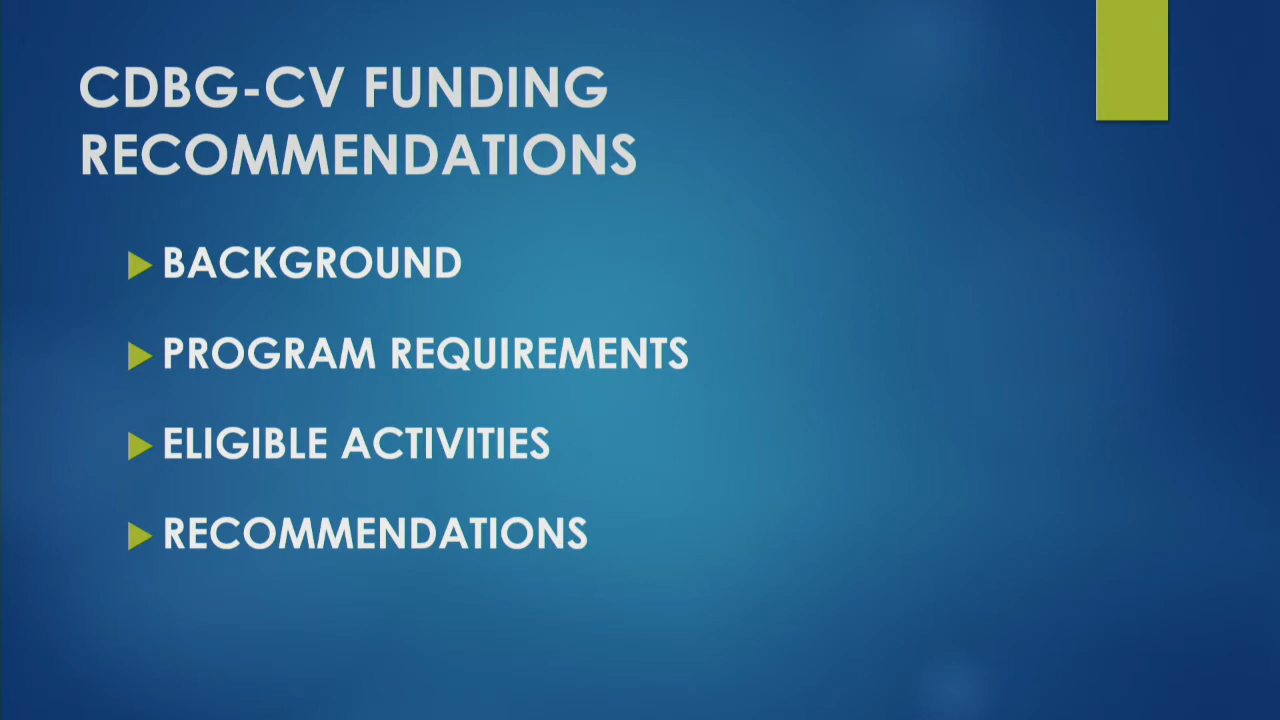 CDBG-CV FUNDING
RECOMMENDATIONS
BACKGROUND
PROGRAM REQUIREMENTS
ELIGIBLE ACTIVITIES
RECOMMENDATIONS